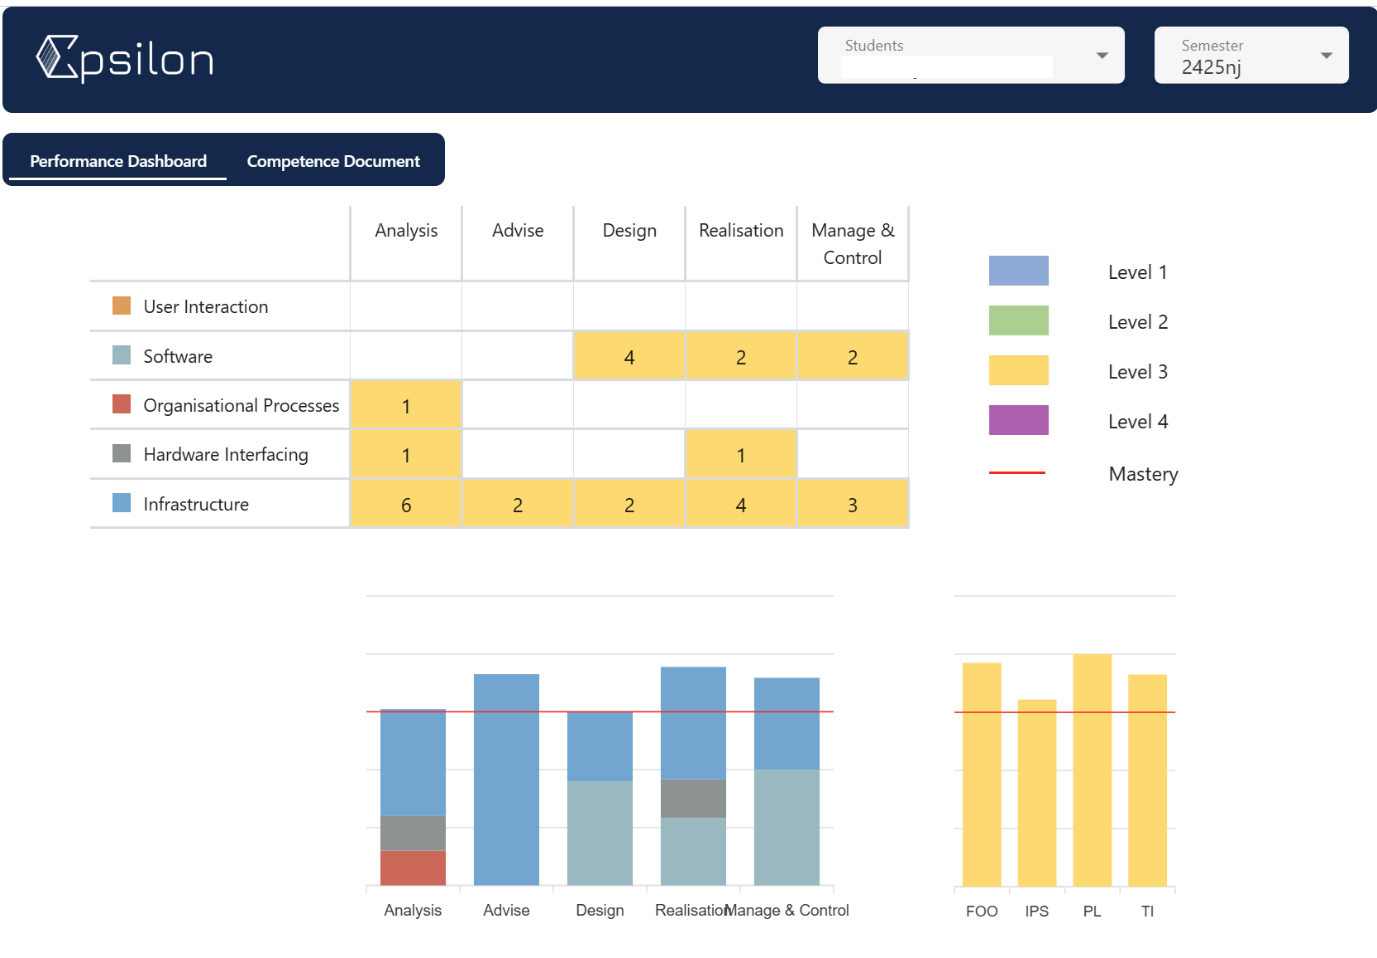 Epsilon
Students
Semester
2425nj
Performance Dashboard
Competence Document
Analysis
Advise
Design
Realisation
Manage &
Control
User Interaction
Software
4
2
2
Organisational Processes
1
Hardware Interfacing
1
1
Infrastructure
6
2
2
4
3
Level 1
Level 2
Level 3
Level 4
Mastery
Analysis
Advise
Design
Realisation
Manage & Control
FOO
IPS
PL
TI